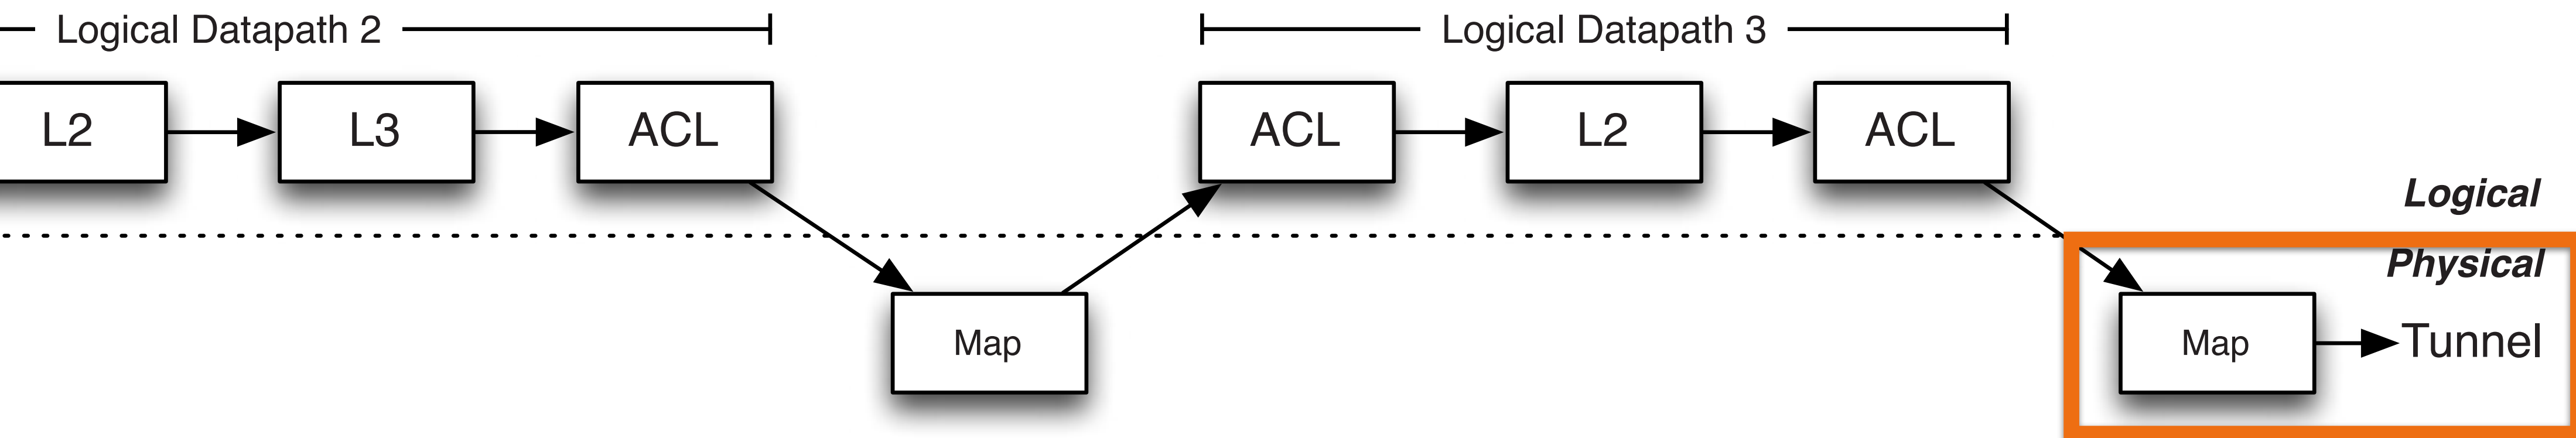 Logical Datapath 2
Logical Datapath 3
L2
L3
ACL
ACL
L2
ACL
Logical
Physical
Map
Map
Tunnel